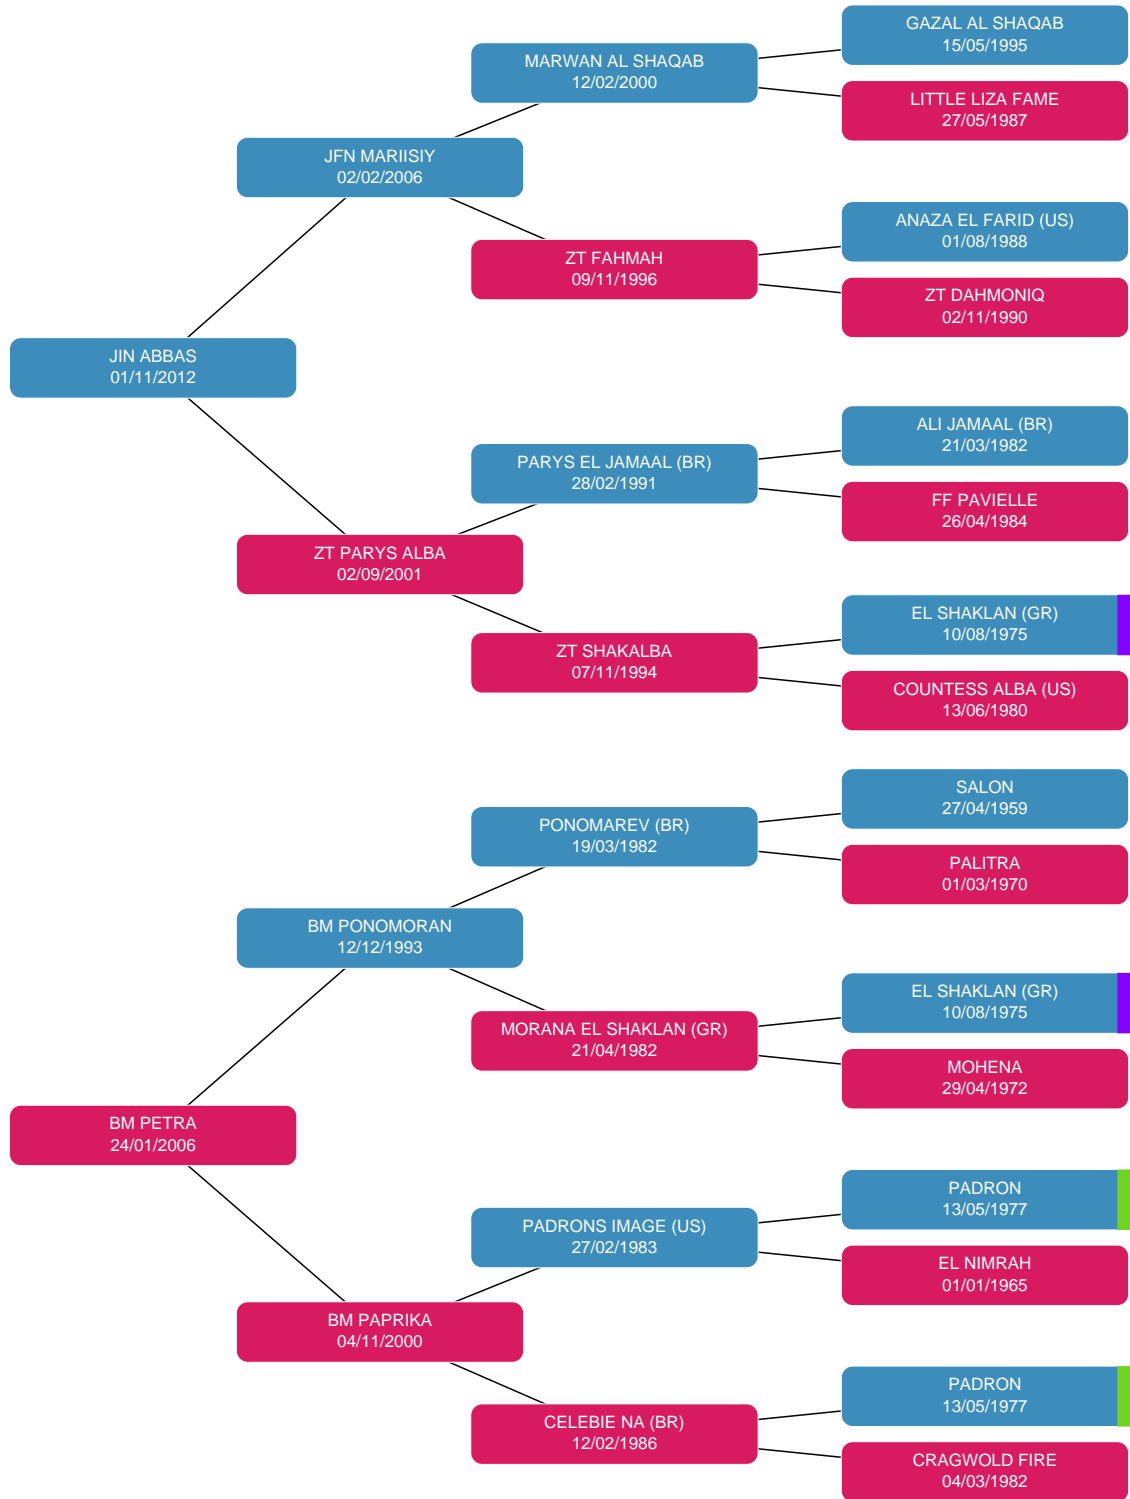 GAZAL AL SHAQAB
15/05/1995
MARWAN AL SHAQAB
12/02/2000
LITTLE LIZA FAME
27/05/1987
JFN MARIISIY
02/02/2006
ANAZA EL FARID (US)
01/08/1988
ZT FAHMAH
09/11/1996
ZT DAHMONIQ
02/11/1990
JIN ABBAS
01/11/2012
ALI JAMAAL (BR)
21/03/1982
PARYS EL JAMAAL (BR)
28/02/1991
FF PAVIELLE
26/04/1984
ZT PARYS ALBA
02/09/2001
EL SHAKLAN (GR)
10/08/1975
ZT SHAKALBA
07/11/1994
COUNTESS ALBA (US)
13/06/1980
SALON
27/04/1959
PONOMAREV (BR)
19/03/1982
PALITRA
01/03/1970
BM PONOMORAN
12/12/1993
EL SHAKLAN (GR)
10/08/1975
MORANA EL SHAKLAN (GR)
21/04/1982
MOHENA
29/04/1972
BM PETRA
24/01/2006
PADRON
13/05/1977
PADRONS IMAGE (US)
27/02/1983
EL NIMRAH
01/01/1965
BM PAPRIKA
04/11/2000
PADRON
13/05/1977
CELEBIE NA (BR)
12/02/1986
CRAGWOLD FIRE
04/03/1982